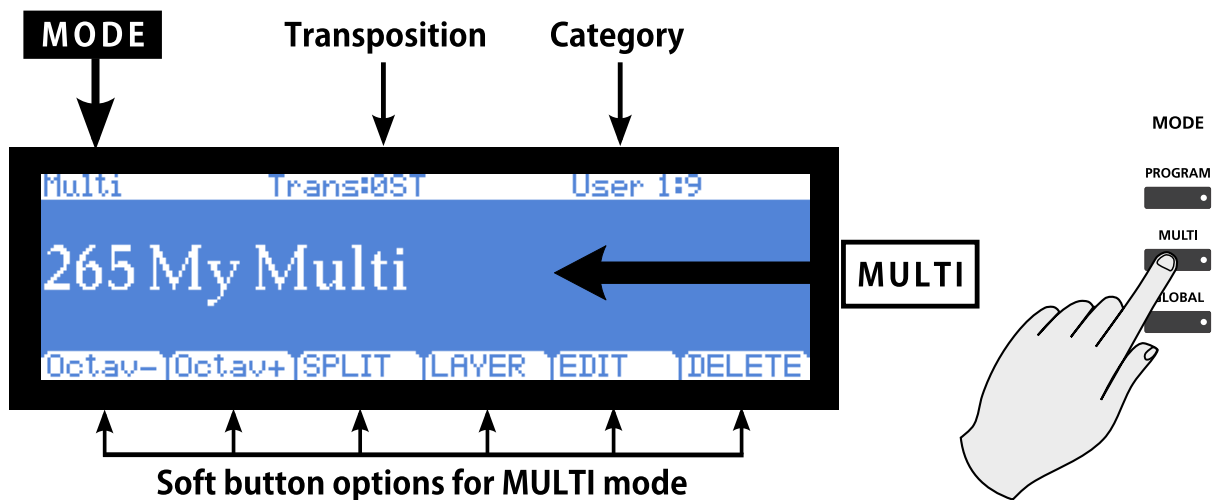 MODE Transposition Category
Multi Trans:0ST User 1:9
265 My Multi
MULTI
Octav- Octav+ SPLIT LAYER EDIT DELETE
Soft button options for MULTI mode
MODE
PROGRAM
MULTI
LOBAL